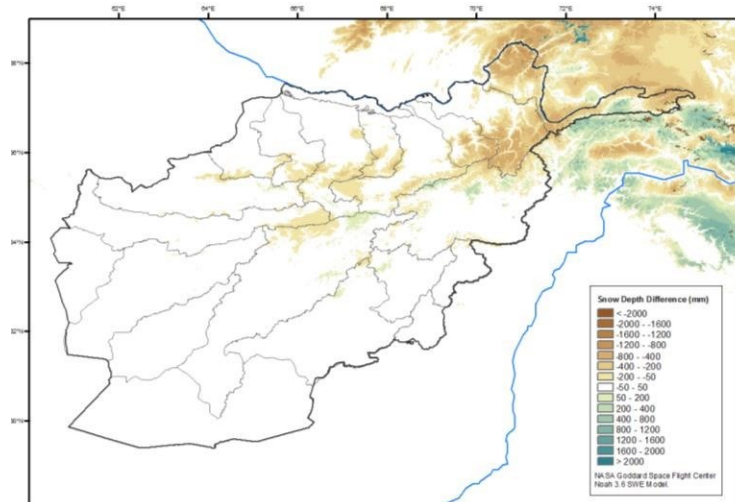 62°E 64°E 66°E 68°E 70°E 72°E 74°E
38°N
36°N
34°N
32°N
30°N
Snow Depth Difference (mm)
< -2000
-2000 - -1600
-1600 - -1200
-1200 - -800
-800 - -400
-400 - -200
-200 - -50
-50 - 50
50 - 200
200 - 400
400 - 800
800 - 1200
1200 - 1600
1600 - 2000
> 2000
NASA Goddard Space Flight Center
Noah 3.6 SWE Model.